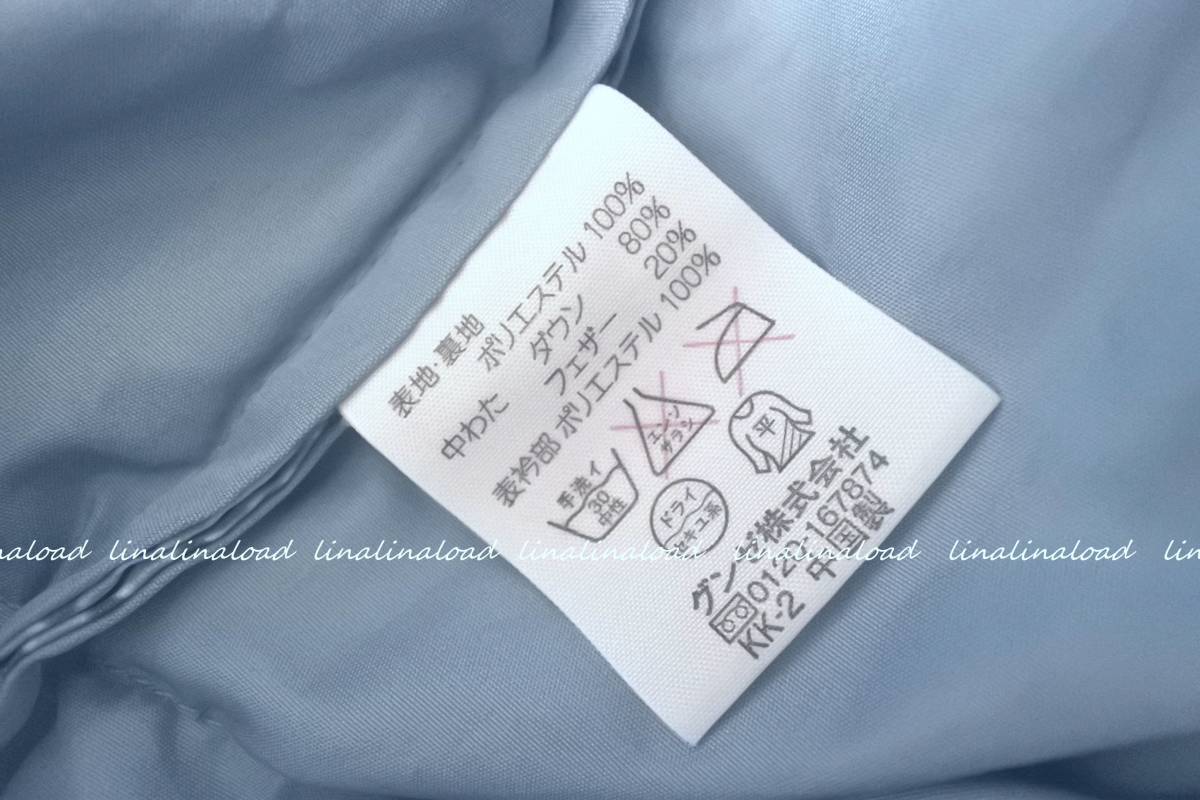 表地・裏地
ポリエステル 100%
中わた ダウン 80%
フェザー 20%
表衿部 ポリエステル 100%
手洗イ
30
中性
エンソ
サラシ
ドライ
セキユ系
平
グンゼ株式会社
0120-167874
KK-2 中国製
linalinaload linalinaload linalinaload linalinaload linalinaload